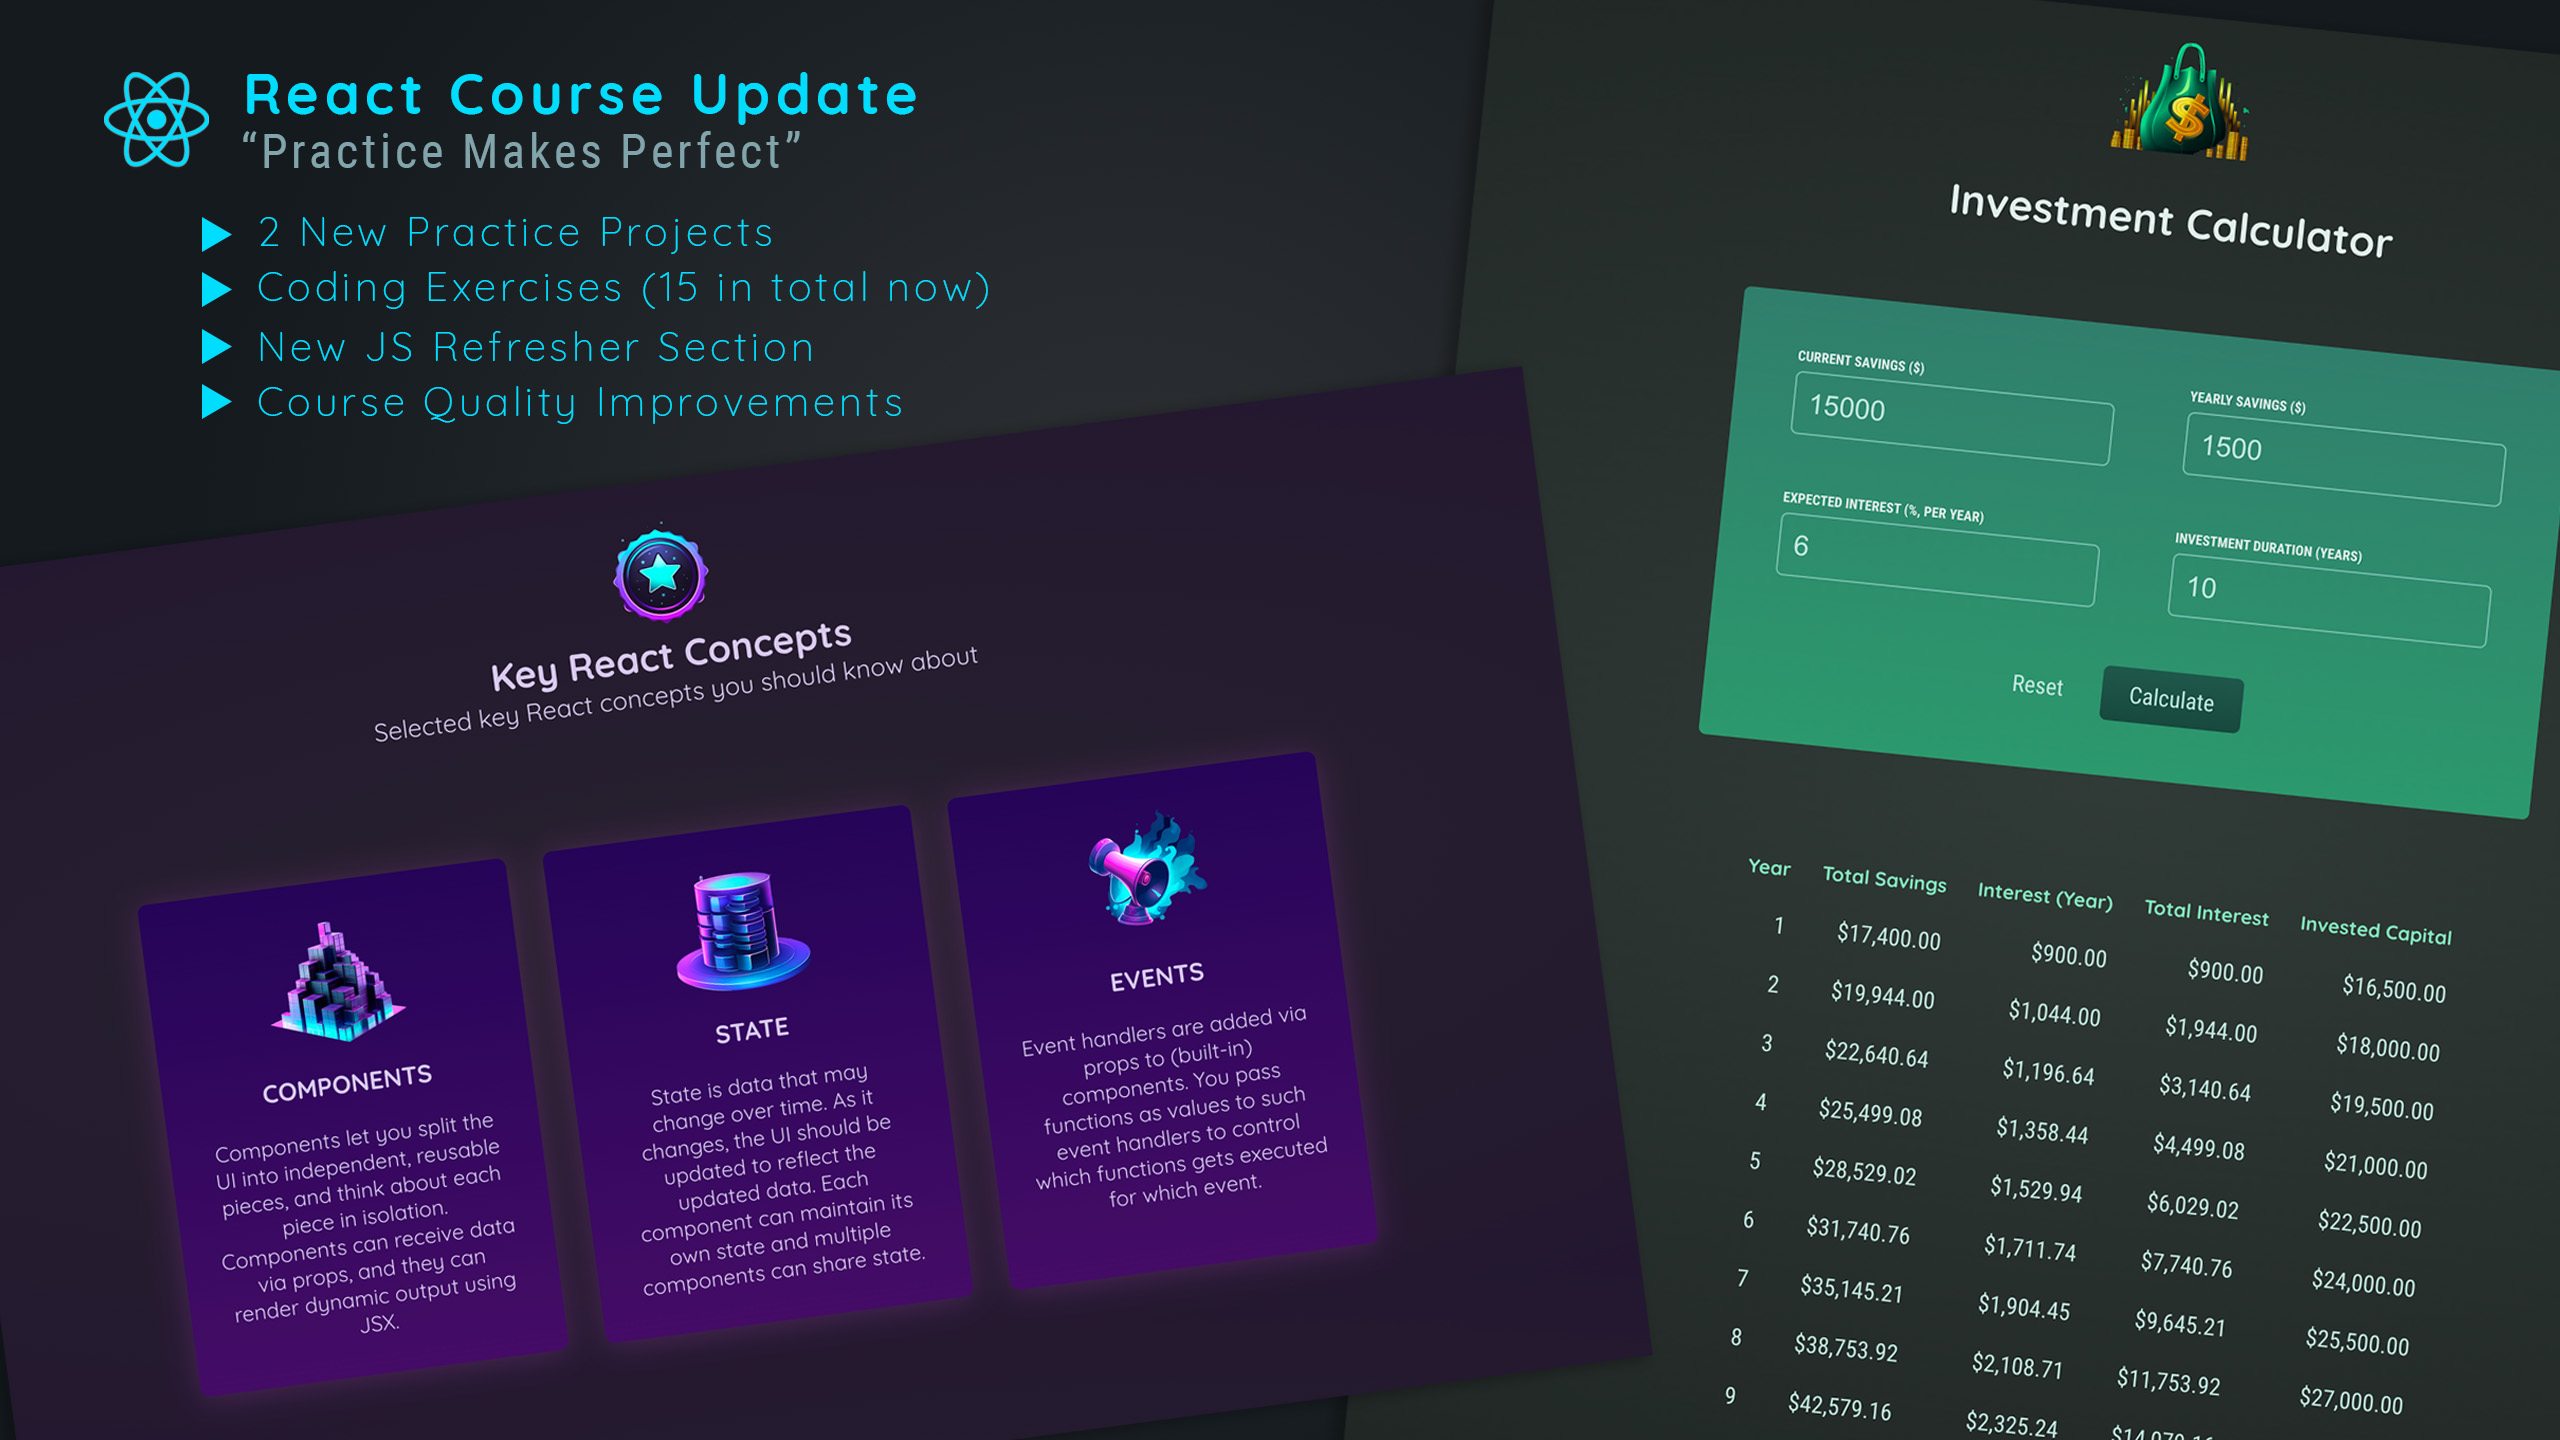 React Course Update
“Practice Makes Perfect”
2 New Practice Projects
Coding Exercises (15 in total now)
New JS Refresher Section
Course Quality Improvements
Key React Concepts
Selected key React concepts you should know about
COMPONENTS
Components let you split the
UI into independent, reusable
pieces, and think about each
piece in isolation.
Components can receive data
via props, and they can
render dynamic output using
JSX.
STATE
State is data that may
change over time. As it
changes, the UI should be
updated to reflect the
updated data. Each
component can maintain its
own state and multiple
components can share state.
EVENTS
Event handlers are added via
props to (built-in)
components. You pass
functions as values to such
event handlers to control
which functions gets executed
for which event.
Investment Calculator
CURRENT SAVINGS ($)
15000
YEARLY SAVINGS ($)
1500
EXPECTED INTEREST (%, PER YEAR)
6
INVESTMENT DURATION (YEARS)
10
Reset Calculate
Year Total Savings Interest (Year) Total Interest Invested Capital
1 $17,400.00 $900.00 $900.00 $16,500.00
2 $19,944.00 $1,044.00 $1,944.00 $18,000.00
3 $22,640.64 $1,196.64 $3,140.64 $19,500.00
4 $25,499.08 $1,358.44 $4,499.08 $21,000.00
5 $28,529.02 $1,529.94 $6,029.02 $22,500.00
6 $31,740.76 $1,711.74 $7,740.76 $24,000.00
7 $35,145.21 $1,904.45 $9,645.21 $25,500.00
8 $38,753.92 $2,108.71 $11,753.92 $27,000.00
9 $42,579.16 $2,325.24